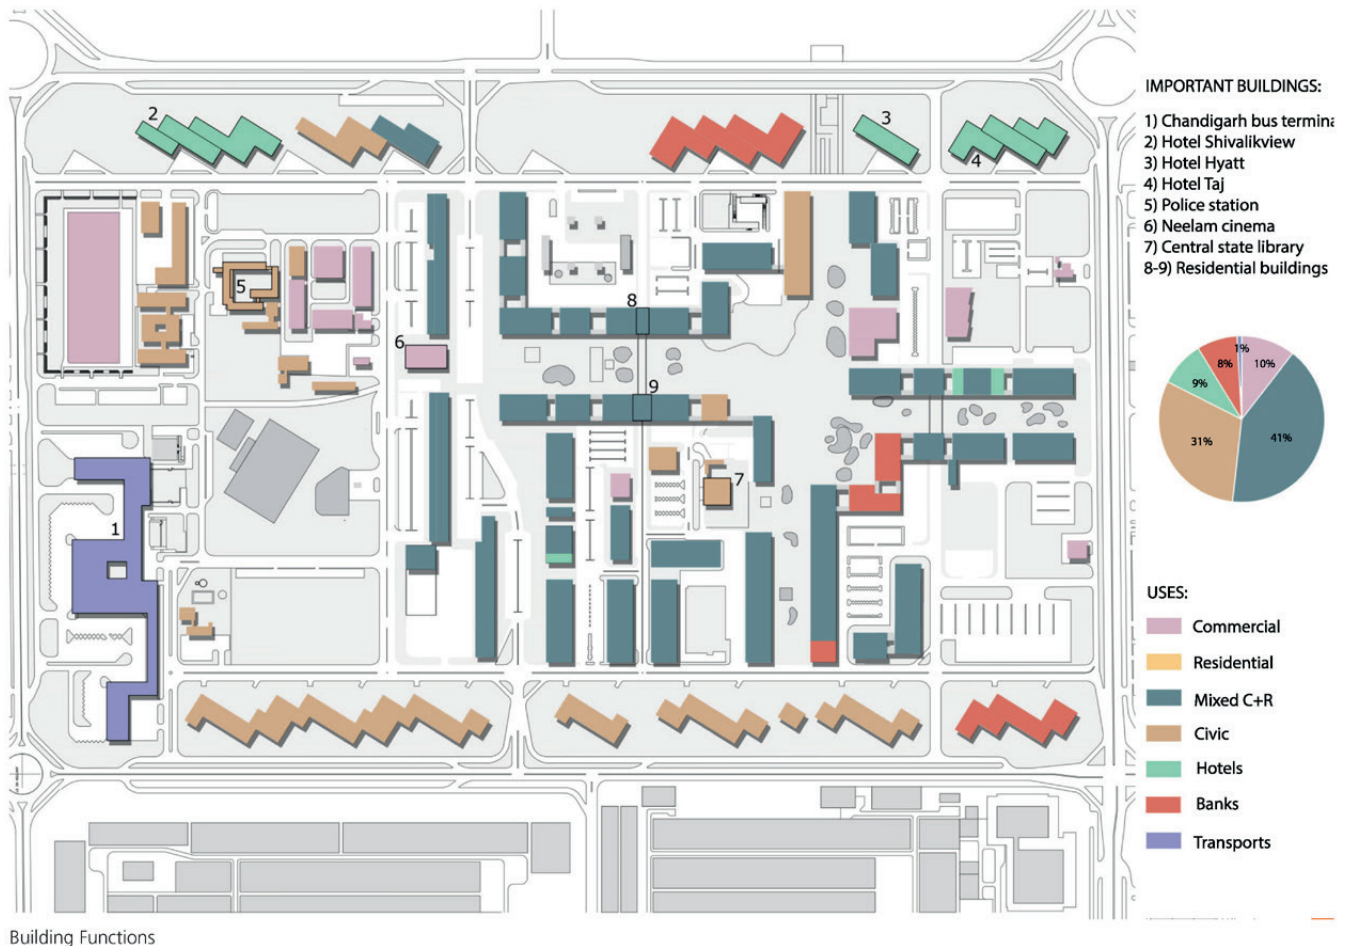 IMPORTANT BUILDINGS:
1) Chandigarh bus termina
2) Hotel Shivalikview
3) Hotel Hyatt
4) Hotel Taj
5) Police station
6) Neelam cinema
7) Central state library
8-9) Residential buildings
2
3
4
5
8
6
9
7
1
1%
8%
10%
9%
31%
41%
USES:
Commercial
Residential
Mixed C+R
Civic
Hotels
Banks
Transports
Building Functions